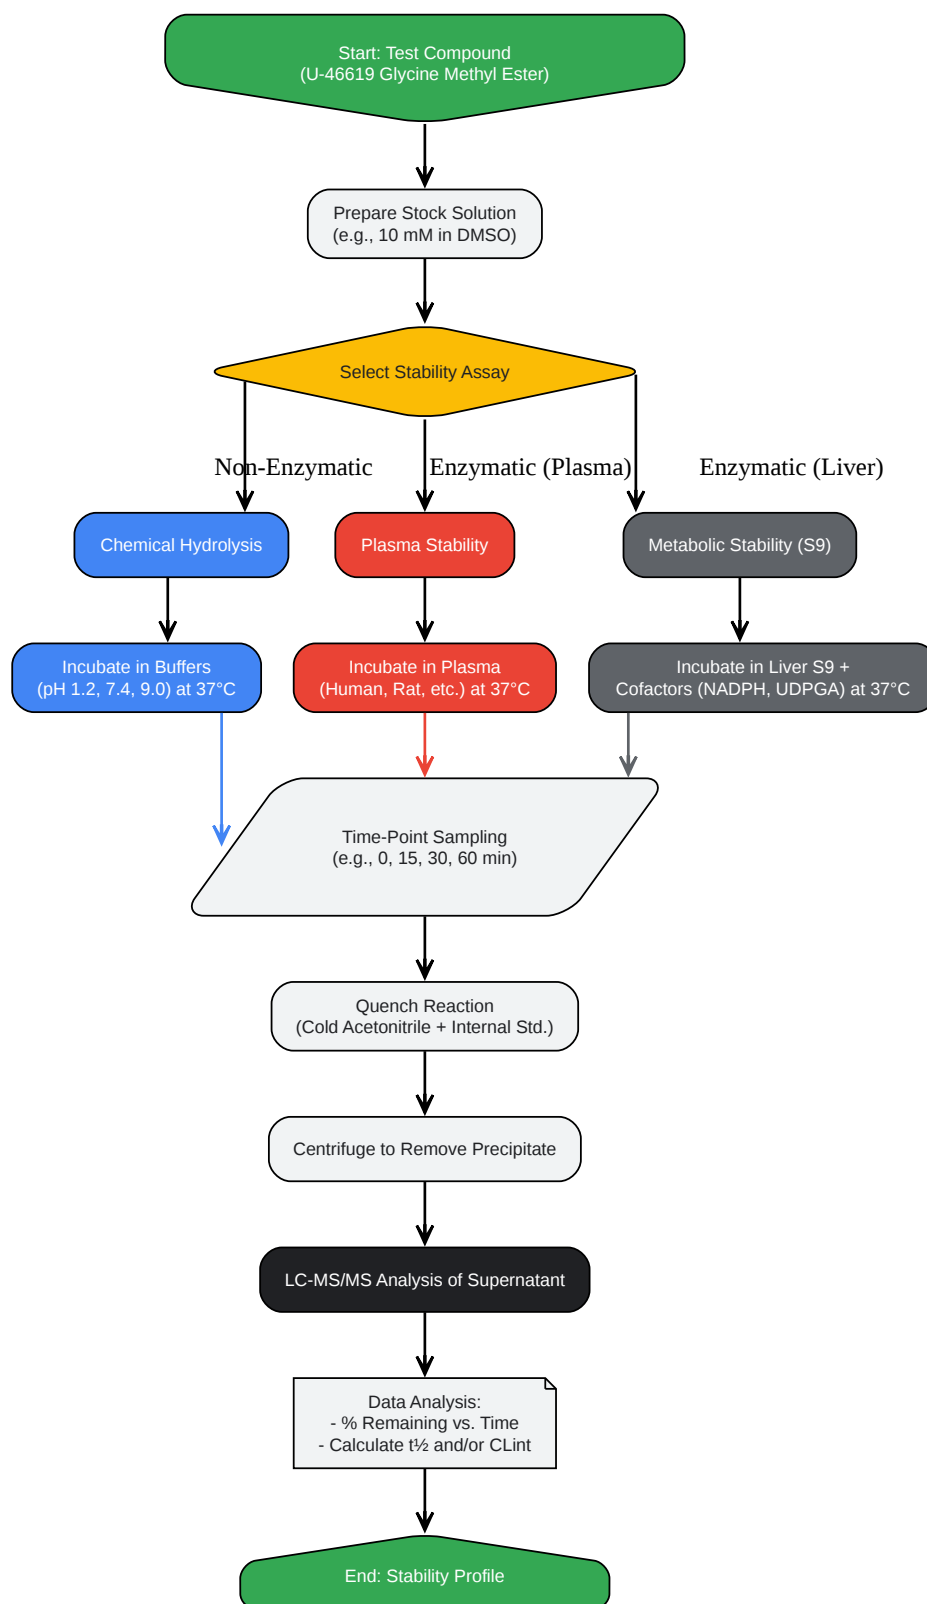 Start: Test Compound
(U-46619 Glycine Methyl Ester)
Prepare Stock Solution
(e.g., 10 mM in DMSO)
Select Stability Assay
Non-Enzymatic
Enzymatic (Plasma)
Enzymatic (Liver)
Chemical Hydrolysis
Plasma Stability
Metabolic Stability (S9)
Incubate in Buffers
(pH 1.2, 7.4, 9.0) at 37°C
Incubate in Plasma
(Human, Rat, etc.) at 37°C
Incubate in Liver S9 +
Cofactors (NADPH, UDPGA) at 37°C
Time-Point Sampling
(e.g., 0, 15, 30, 60 min)
Quench Reaction
(Cold Acetonitrile + Internal Std.)
Centrifuge to Remove Precipitate
LC-MS/MS Analysis of Supernatant
Data Analysis:
- % Remaining vs. Time
- Calculate t½ and/or CLint
End: Stability Profile